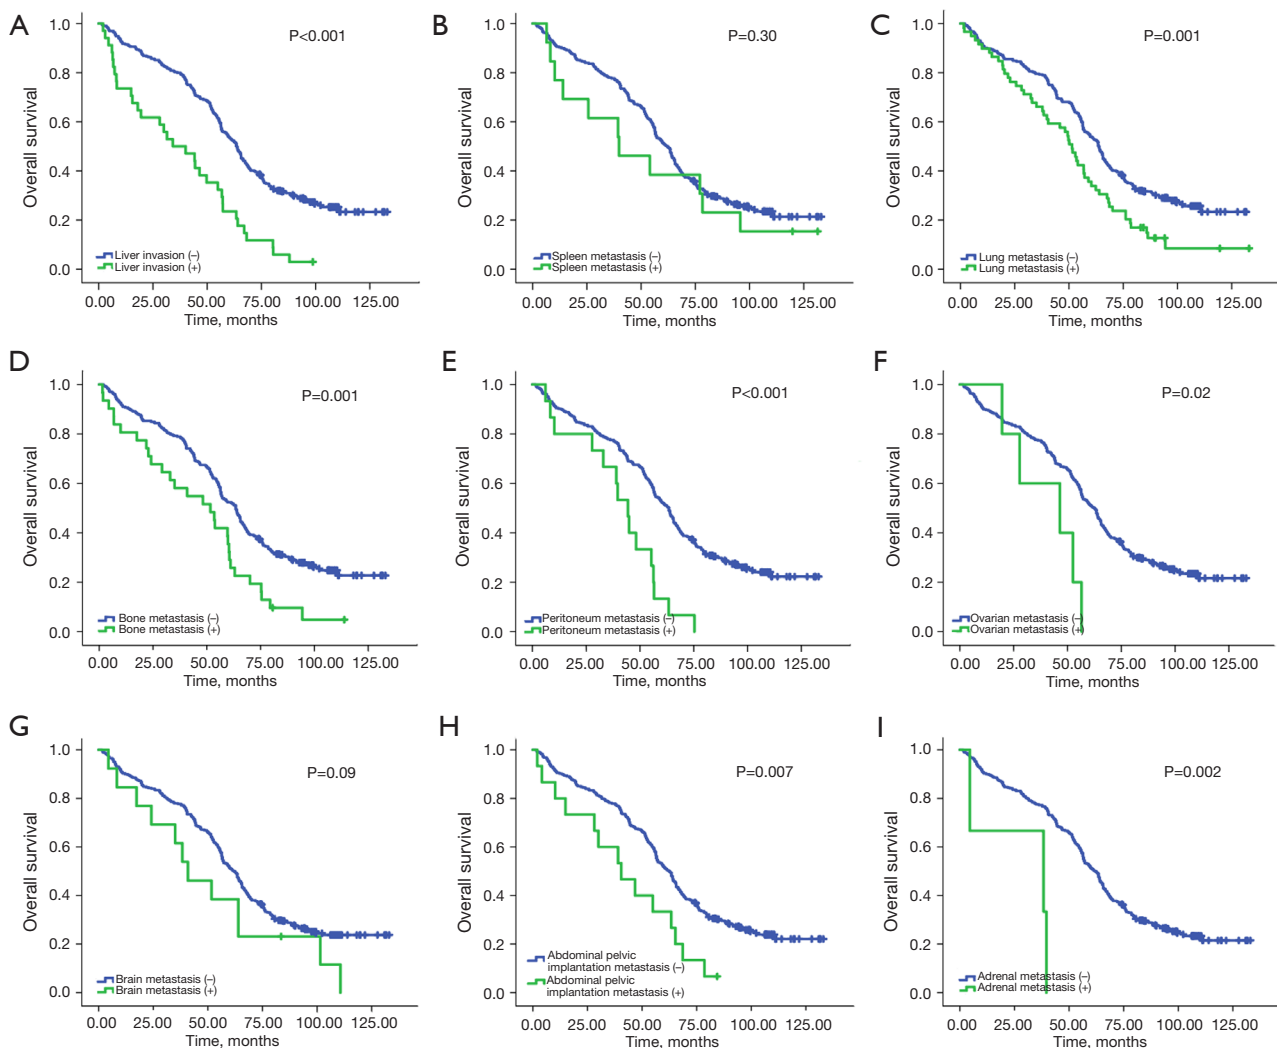 A
P<0.001
Overall survival
1.0
0.8
0.6
0.4
0.2
0.0
Liver invasion (–)
Liver invasion (+)
0.00 25.00 50.00 75.00 100.00 125.00
Time, months
B
P=0.30
Overall survival
1.0
0.8
0.6
0.4
0.2
0.0
Spleen metastasis (–)
Spleen metastasis (+)
0.00 25.00 50.00 75.00 100.00 125.00
Time, months
C
P=0.001
Overall survival
1.0
0.8
0.6
0.4
0.2
0.0
Lung metastasis (–)
Lung metastasis (+)
0.00 25.00 50.00 75.00 100.00 125.00
Time, months
D
P=0.001
Overall survival
1.0
0.8
0.6
0.4
0.2
0.0
Bone metastasis (–)
Bone metastasis (+)
0.00 25.00 50.00 75.00 100.00 125.00
Time, months
E
P<0.001
Overall survival
1.0
0.8
0.6
0.4
0.2
0.0
Peritoneum metastasis (–)
Peritoneum metastasis (+)
0.00 25.00 50.00 75.00 100.00 125.00
Time, months
F
P=0.02
Overall survival
1.0
0.8
0.6
0.4
0.2
0.0
Ovarian metastasis (–)
Ovarian metastasis (+)
0.00 25.00 50.00 75.00 100.00 125.00
Time, months
G
P=0.09
Overall survival
1.0
0.8
0.6
0.4
0.2
0.0
Brain metastasis (–)
Brain metastasis (+)
0.00 25.00 50.00 75.00 100.00 125.00
Time, months
H
P=0.007
Overall survival
1.0
0.8
0.6
0.4
0.2
0.0
Abdominal pelvic
implantation metastasis (–)
Abdominal pelvic
implantation metastasis (+)
0.00 25.00 50.00 75.00 100.00 125.00
Time, months
I
P=0.002
Overall survival
1.0
0.8
0.6
0.4
0.2
0.0
Adrenal metastasis (–)
Adrenal metastasis (+)
0.00 25.00 50.00 75.00 100.00 125.00
Time, months